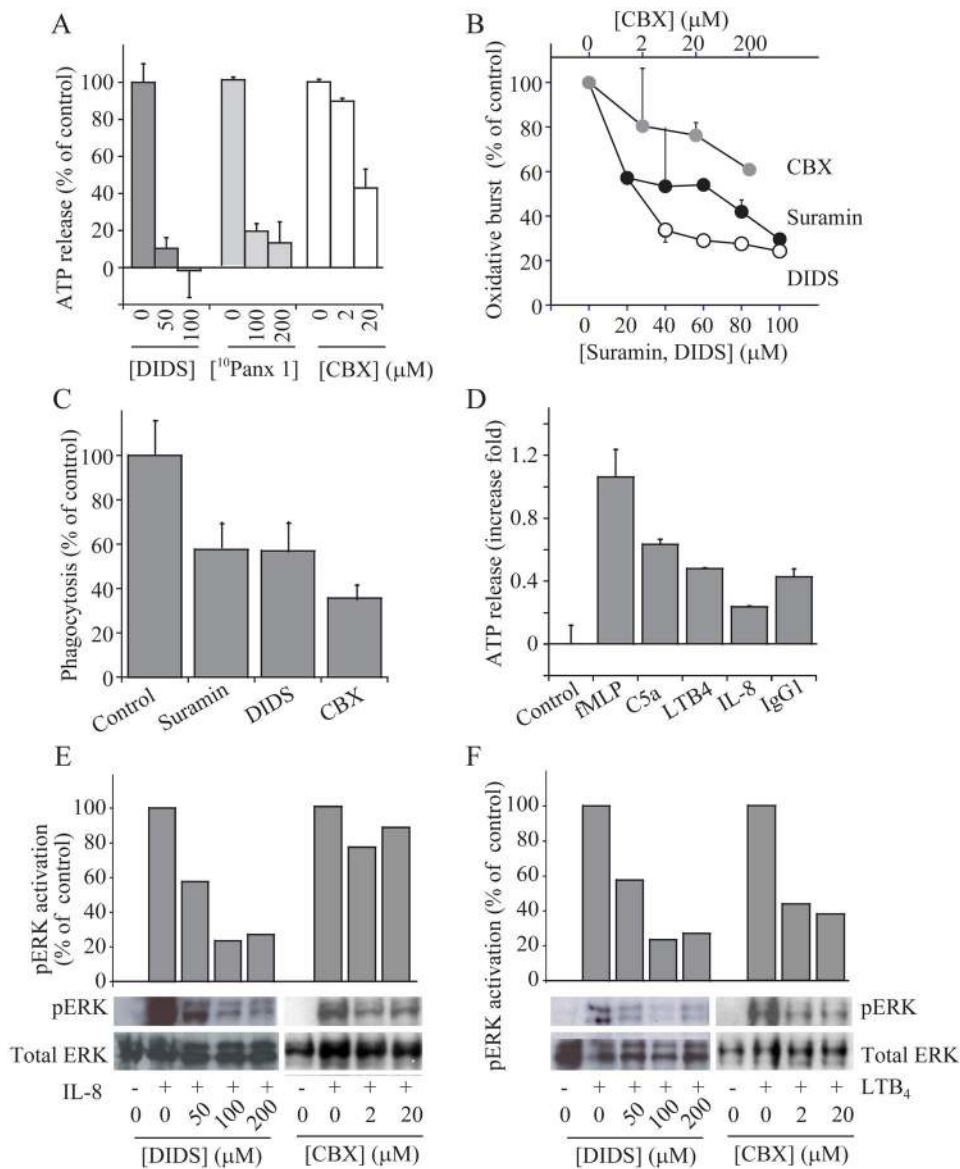 A
ATP release (% of control)
100
80
60
40
20
0
0 50 100 0 100 200 0 2 20
[DIDS] [¹⁰Panx 1] [CBX] (μM)
B
[CBX] (μM)
0 2 20 200
Oxidative burst (% of control)
100
80
60
40
20
0
CBX
Suramin
DIDS
0 20 40 60 80 100
[Suramin, DIDS] (μM)
C
Phagocytosis (% of control)
100
80
60
40
20
0
Control Suramin DIDS CBX
D
ATP release (increase fold)
1.2
0.8
0.4
0
Control fMLP C5a LTB4 IL-8 IgG1
E
pERK activation
(% of control)
100
80
60
40
20
0
pERK
Total ERK
IL-8 - + + + + - + + +
0 0 50 100 200 0 0 2 20
[DIDS] (μM) [CBX] (μM)
F
pERK activation (% of control)
100
80
60
40
20
0
pERK
Total ERK
- + + + + - + + + LTB₄
0 0 50 100 200 0 0 2 20
[DIDS] (μM) [CBX] (μM)